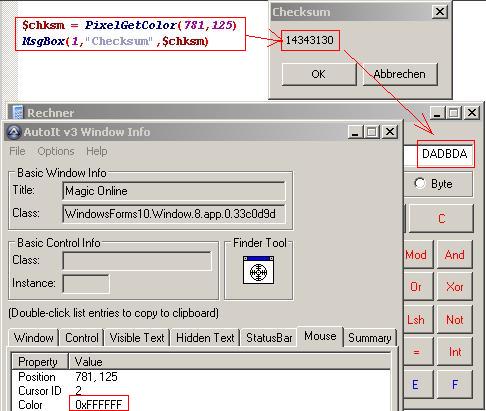 $chksm = PixelGetColor(781,125)
MsgBox(1,"Checksum",$chksm)
Checksum
14343130
OK
Abbrechen
Rechner
DADBDA
Byte
C
Mod
And
Or
Xor
Lsh
Not
=
Int
E
F
AutoIt v3 Window Info
File Options Help
Basic Window Info
Title: Magic Online
Class: WindowsForms10.Window.8.app.0.33c0d9d
Basic Control Info
Class:
Instance:
Finder Tool
(Double-click list entries to copy to clipboard)
Window Control Visible Text Hidden Text StatusBar Mouse Summary
Property Value
Position 781, 125
Cursor ID 2
Color 0xFFFFFF